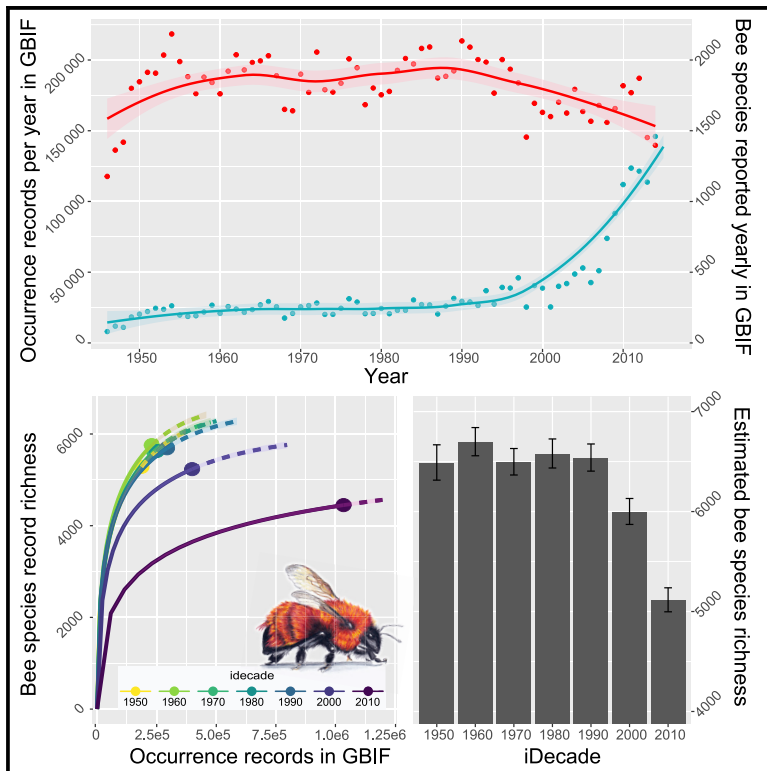 Occurrence records per year in GBIF
200 000
150 000
100 000
50 000
0
Bee species reported yearly in GBIF
2000
1500
1000
500
0
1950 1960 1970 1980 1990 2000 2010
Year
Bee species record richness
6000
4000
2000
0
idecade
1950 1960 1970 1980 1990 2000 2010
0 2.5e5 5.0e5 7.5e5 1.0e6 1.25e6
Occurrence records in GBIF
Estimated bee species richness
7000
6000
5000
4000
1950 1960 1970 1980 1990 2000 2010
iDecade